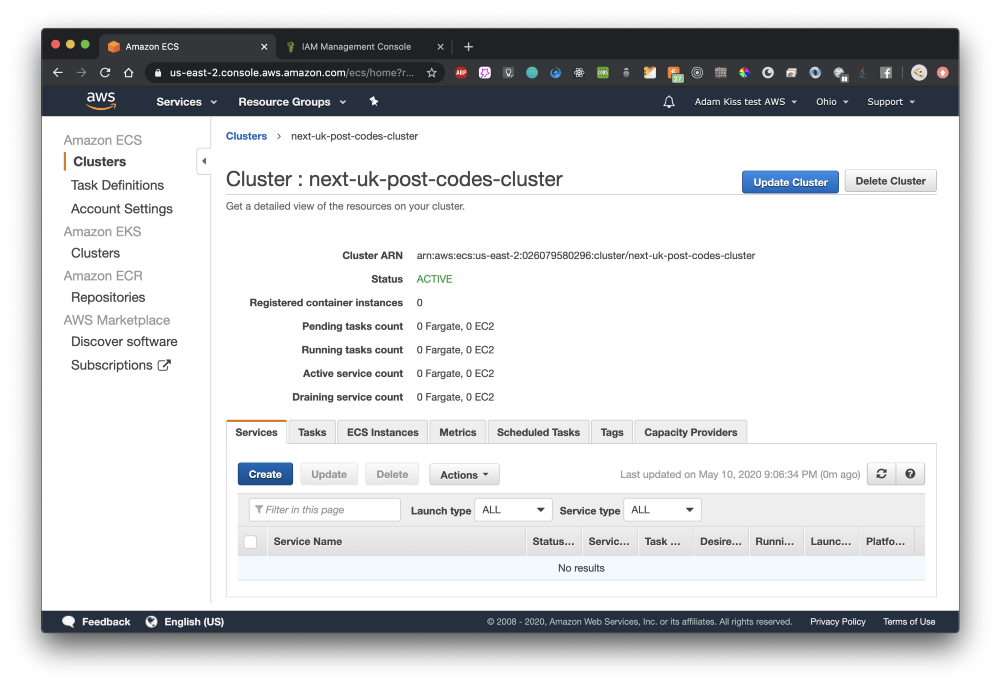 Amazon ECS
IAM Management Console
us-east-2.console.aws.amazon.com/ecs/home?r...
ABP
CORS
27
aws
Services
Resource Groups
Adam Kiss test AWS
Ohio
Support
Amazon ECS
Clusters
Task Definitions
Account Settings
Amazon EKS
Clusters
Amazon ECR
Repositories
AWS Marketplace
Discover software
Subscriptions
Clusters > next-uk-post-codes-cluster
Cluster : next-uk-post-codes-cluster
Update Cluster
Delete Cluster
Get a detailed view of the resources on your cluster.
Cluster ARN arn:aws:ecs:us-east-2:026079580296:cluster/next-uk-post-codes-cluster
Status ACTIVE
Registered container instances 0
Pending tasks count 0 Fargate, 0 EC2
Running tasks count 0 Fargate, 0 EC2
Active service count 0 Fargate, 0 EC2
Draining service count 0 Fargate, 0 EC2
Services
Tasks
ECS Instances
Metrics
Scheduled Tasks
Tags
Capacity Providers
Create
Update
Delete
Actions
Last updated on May 10, 2020 9:06:34 PM (0m ago)
Filter in this page
Launch type ALL
Service type ALL
Service Name
Status...
Servic...
Task ...
Desire...
Runni...
Launc...
Platfo...
No results
Feedback
English (US)
© 2008 - 2020, Amazon Web Services, Inc. or its affiliates. All rights reserved.
Privacy Policy
Terms of Use